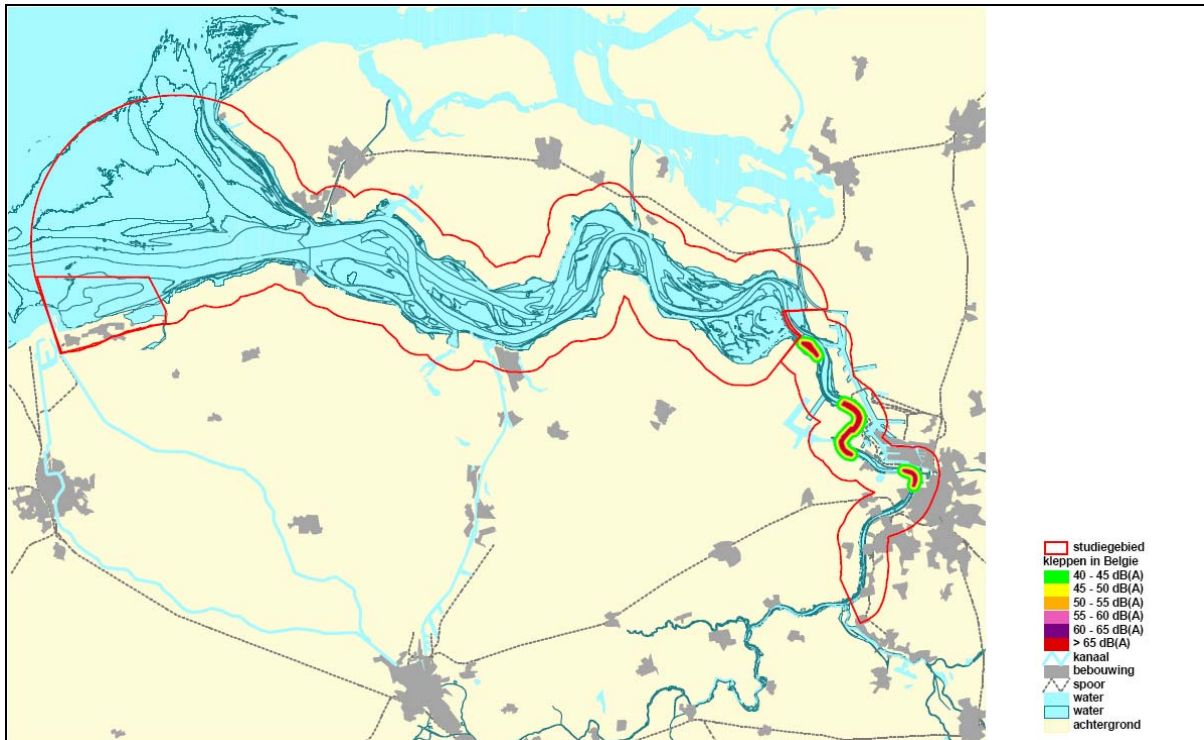 studiegebied
kleppen in Belgie
40 - 45 dB(A)
45 - 50 dB(A)
50 - 55 dB(A)
55 - 60 dB(A)
60 - 65 dB(A)
> 65 dB(A)
kanaal
bebouwing
spoor
water
water
achtergrond